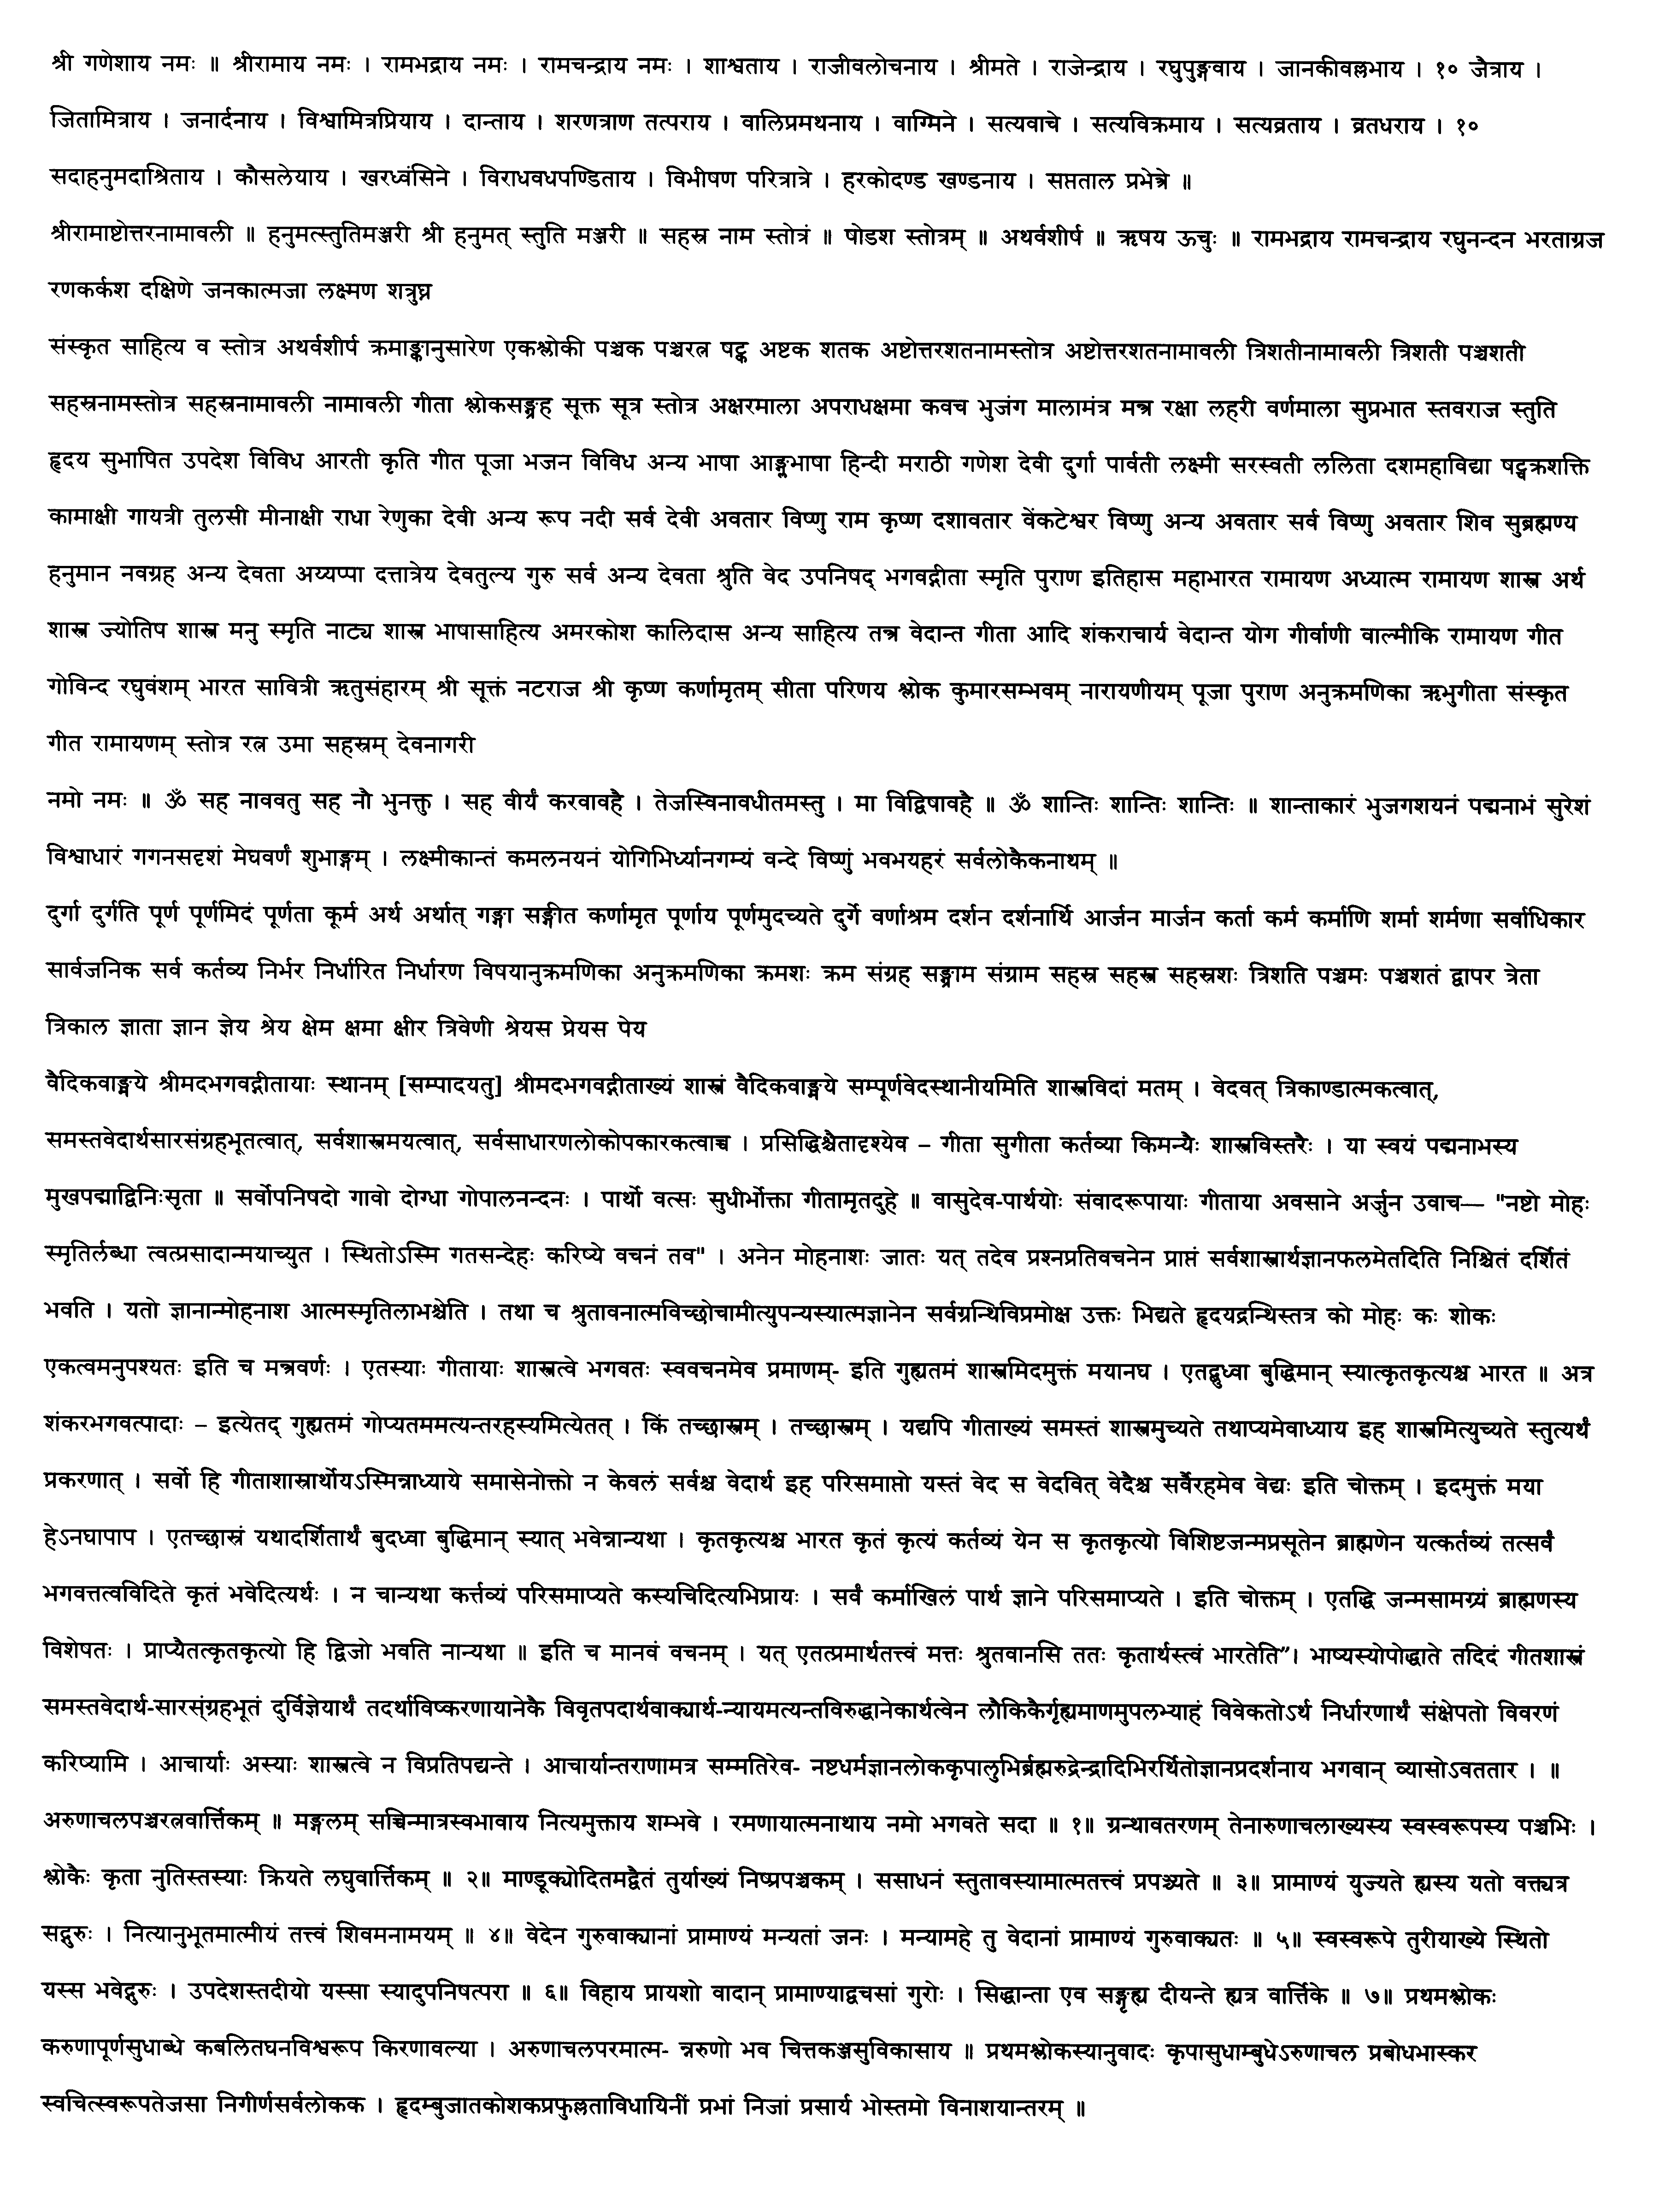 श्री गणेशाय नमः ॥ श्रीरामाय नमः । रामभद्राय नमः । रामचन्द्राय नमः । शाश्वताय । राजीवलोचनाय । श्रीमते । राजेन्द्राय । रघुपुङ्गवाय । जानकीवल्लभाय । १० जैत्राय ।
जितामित्राय । जनार्दनाय । विश्वामित्रप्रियाय । दान्ताय । शरणत्राण तत्पराय । वालिप्रमथनाय । वाग्मिने । सत्यवाचे । सत्यविक्रमाय । सत्यव्रताय । व्रतधराय । १०
सदाहनुमदाश्रिताय । कौसलेयाय । खरध्वंसिने । विराधवधपण्डिताय । विभीषण परित्रात्रे । हरकोदण्ड खण्डनाय । सप्तताल प्रभेत्त्रे ॥
श्रीरामाष्टोत्तरनामावली ॥ हनुमत्स्तुतिमञ्जरी श्री हनुमत् स्तुति मञ्जरी ॥ सहस्र नाम स्तोत्रं ॥ षोडश स्तोत्रम् ॥ अथर्वशीर्ष ॥ ऋषय ऊचुः ॥ रामभद्राय रामचन्द्राय रघुनन्दन भरताग्रज
रणकर्कश दक्षिणे जनकात्मजा लक्ष्मण शत्रुघ्न
संस्कृत साहित्य व स्तोत्र अथर्वशीर्ष क्रमाङ्कानुसारेण एकश्लोकी पञ्चक पञ्चरत्न षट्क अष्टक शतक अष्टोत्तरशतनामस्तोत्र अष्टोत्तरशतनामावली त्रिशतीनामावली त्रिशती पञ्चशती
सहस्रनामस्तोत्र सहस्रनामावली नामावली गीता श्लोकसङ्ग्रह सूक्त सूत्र स्तोत्र अक्षरमाला अपराधक्षमा कवच भुजंग मालामंत्र मन्त्र रक्षा लहरी वर्णमाला सुप्रभात स्तवराज स्तुति
हृदय सुभाषित उपदेश विविध आरती कृति गीत पूजा भजन विविध अन्य भाषा आङ्ग्लभाषा हिन्दी मराठी गणेश देवी दुर्गा पार्वती लक्ष्मी सरस्वती ललिता दशमहाविद्या षट्चक्रशक्ति
कामाक्षी गायत्री तुलसी मीनाक्षी राधा रेणुका देवी अन्य रूप नदी सर्व देवी अवतार विष्णु राम कृष्ण दशावतार वेंकटेश्वर विष्णु अन्य अवतार सर्व विष्णु अवतार शिव सुब्रह्मण्य
हनुमान नवग्रह अन्य देवता अय्यप्पा दत्तात्रेय देवतुल्य गुरु सर्व अन्य देवता श्रुति वेद उपनिषद् भगवद्गीता स्मृति पुराण इतिहास महाभारत रामायण अध्यात्म रामायण शास्त्र अर्थ
शास्त्र ज्योतिष शास्त्र मनु स्मृति नाट्य शास्त्र भाषासाहित्य अमरकोश कालिदास अन्य साहित्य तन्त्र वेदान्त गीता आदि शंकराचार्य वेदान्त योग गीर्वाणी वाल्मीकि रामायण गीत
गोविन्द रघुवंशम् भारत सावित्री ऋतुसंहारम् श्री सूक्तं नटराज श्री कृष्ण कर्णामृतम् सीता परिणय श्लोक कुमारसम्भवम् नारायणीयम् पूजा पुराण अनुक्रमणिका ऋभुगीता संस्कृत
गीत रामायणम् स्तोत्र रत्न उमा सहस्रम् देवनागरी
नमो नमः ॥ ॐ सह नाववतु सह नौ भुनक्तु । सह वीर्यं करवावहै । तेजस्विनावधीतमस्तु । मा विद्विषावहै ॥ ॐ शान्तिः शान्तिः शान्तिः ॥ शान्ताकारं भुजगशयनं पद्मनाभं सुरेशं
विश्वाधारं गगनसदृशं मेघवर्णं शुभाङ्गम् । लक्ष्मीकान्तं कमलनयनं योगिभिर्ध्यानगम्यं वन्दे विष्णुं भवभयहरं सर्वलोकैकनाथम् ॥
दुर्गा दुर्गति पूर्ण पूर्णमिदं पूर्णता कूर्म अर्थ अर्थात् गङ्गा सङ्गीत कर्णामृत पूर्णाय पूर्णमुदच्यते दुर्गे वर्णाश्रम दर्शन दर्शनार्थि आर्जन मार्जन कर्ता कर्म कर्माणि शर्मा शर्मणा सर्वाधिकार
सार्वजनिक सर्व कर्तव्य निर्भर निर्धारित निर्धारण विषयानुक्रमणिका अनुक्रमणिका क्रमशः क्रम संग्रह सङ्ग्राम संग्राम सहस्र सहस्त्र सहस्रशः त्रिशति पञ्चमः पञ्चशतं द्वापर त्रेता
त्रिकाल ज्ञाता ज्ञान ज्ञेय श्रेय क्षेम क्षमा क्षीर त्रिवेणी श्रेयस प्रेयस पेय
वैदिकवाङ्मये श्रीमदभगवद्गीतायाः स्थानम् [सम्पादयतु] श्रीमदभगवद्गीताख्यं शास्त्रं वैदिकवाङ्मये सम्पूर्णवेदस्थानीयमिति शास्त्रविदां मतम् । वेदवत् त्रिकाण्डात्मकत्वात्,
समस्तवेदार्थसारसंग्रहभूतत्वात्, सर्वशास्त्रमयत्वात्, सर्वसाधारणलोकोपकारकत्वाच्च । प्रसिद्धिश्चैतादृश्येव – गीता सुगीता कर्तव्या किमन्यैः शास्त्रविस्तरैः । या स्वयं पद्मनाभस्य
मुखपद्माद्विनिःसृता ॥ सर्वोपनिषदो गावो दोग्धा गोपालनन्दनः । पार्थो वत्सः सुधीर्भोक्ता गीतामृतदुहे ॥ वासुदेव-पार्थयोः संवादरूपायाः गीताया अवसाने अर्जुन उवाच— "नष्टो मोहः
स्मृतिर्लब्धा त्वत्प्रसादान्मयाच्युत । स्थितोऽस्मि गतसन्देहः करिष्ये वचनं तव" । अनेन मोहनाशः जातः यत् तदेव प्रश्नप्रतिवचनेन प्राप्तं सर्वशास्त्रार्थज्ञानफलमेतदिति निश्चितं दर्शितं
भवति । यतो ज्ञानान्मोहनाश आत्मस्मृतिलाभश्चेति । तथा च श्रुतावनात्मविच्छोचामीत्युपन्यस्यात्मज्ञानेन सर्वग्रन्थिविप्रमोक्ष उक्तः भिद्यते हृदयद्रन्थिस्तत्र को मोहः कः शोकः
एकत्वमनुपश्यतः इति च मन्त्रवर्णः । एतस्याः गीतायाः शास्त्रत्वे भगवतः स्ववचनमेव प्रमाणम्- इति गुह्यतमं शास्त्रमिदमुक्तं मयानघ । एतद्बुध्वा बुद्धिमान् स्यात्कृतकृत्यश्च भारत ॥ अत्र
शंकरभगवत्पादाः – इत्येतद् गुह्यतमं गोप्यतममत्यन्तरहस्यमित्येतत् । किं तच्छास्त्रम् । तच्छास्त्रम् । यद्यपि गीताख्यं समस्तं शास्त्रमुच्यते तथाप्यमेवाध्याय इह शास्त्रमित्युच्यते स्तुत्यर्थं
प्रकरणात् । सर्वो हि गीताशास्त्रार्थोयऽस्मिन्नाध्याये समासेनोक्तो न केवलं सर्वश्च वेदार्थ इह परिसमाप्तो यस्तं वेद स वेदवित् वेदैश्च सर्वैरहमेव वेद्यः इति चोक्तम् । इदमुक्तं मया
हेऽनघापाप । एतच्छास्त्रं यथादर्शितार्थं बुदध्वा बुद्धिमान् स्यात् भवेन्नान्यथा । कृतकृत्यश्च भारत कृतं कृत्यं कर्तव्यं येन स कृतकृत्यो विशिष्टजन्मप्रसूतेन ब्राह्मणेन यत्कर्तव्यं तत्सर्वं
भगवत्तत्वविदिते कृतं भवेदित्यर्थः । न चान्यथा कर्त्तव्यं परिसमाप्यते कस्यचिदित्यभिप्रायः । सर्वं कर्माखिलं पार्थ ज्ञाने परिसमाप्यते । इति चोक्तम् । एतद्धि जन्मसामग्र्यं ब्राह्मणस्य
विशेषतः । प्राप्यैतत्कृतकृत्यो हि द्विजो भवति नान्यथा ॥ इति च मानवं वचनम् । यत् एतत्प्रमार्थतत्त्वं मत्तः श्रुतवानसि ततः कृतार्थस्त्वं भारतेति”। भाष्यस्योपोद्घाते तदिदं गीतशास्त्रं
समस्तवेदार्थ-सारस्ंग्रहभूतं दुर्विज्ञेयार्थं तदर्थाविष्करणायानेकै विवृतपदार्थवाक्यार्थ-न्यायमत्यन्तविरुद्धानेकार्थत्वेन लौकिकैर्गृह्यमाणमुपलभ्याहं विवेकतोऽर्थ निर्धारणार्थं संक्षेपतो विवरणं
करिष्यामि । आचार्याः अस्याः शास्त्रत्वे न विप्रतिपद्यन्ते । आचार्यान्तराणामत्र सम्मतिरेव- नष्टधर्मज्ञानलोककृपालुभिर्ब्रह्मरुद्रेन्द्रादिभिरर्थितोज्ञानप्रदर्शनाय भगवान् व्यासोऽवततार । ॥
अरुणाचलपञ्चरत्नवार्त्तिकम् ॥ मङ्गलम् सच्चिन्मात्रस्वभावाय नित्यमुक्ताय शम्भवे । रमणायात्मनाथाय नमो भगवते सदा ॥ १॥ ग्रन्थावतरणम् तेनारुणाचलाख्यस्य स्वस्वरूपस्य पञ्चभिः ।
श्लोकैः कृता नुतिस्तस्याः क्रियते लघुवार्त्तिकम् ॥ २॥ माण्डूक्योदितमद्वैतं तुर्याख्यं निष्प्रपञ्चकम् । ससाधनं स्तुतावस्यामात्मतत्त्वं प्रपञ्च्यते ॥ ३॥ प्रामाण्यं युज्यते ह्यस्य यतो वक्त्यत्र
सद्गुरुः । नित्यानुभूतमात्मीयं तत्त्वं शिवमनामयम् ॥ ४॥ वेदेन गुरुवाक्यानां प्रामाण्यं मन्यतां जनः । मन्यामहे तु वेदानां प्रामाण्यं गुरुवाक्यतः ॥ ५॥ स्वस्वरूपे तुरीयाख्ये स्थितो
यस्स भवेद्गुरुः । उपदेशस्तदीयो यस्सा स्यादुपनिषत्परा ॥ ६॥ विहाय प्रायशो वादान् प्रामाण्याद्वचसां गुरोः । सिद्धान्ता एव सङ्गृह्य दीयन्ते ह्यत्र वार्त्तिके ॥ ७॥ प्रथमश्लोकः
करुणापूर्णसुधाब्धे कबलितघनविश्वरूप किरणावल्या । अरुणाचलपरमात्म- न्नरुणो भव चित्तकञ्जसुविकासाय ॥ प्रथमश्लोकस्यानुवादः कृपासुधाम्बुधेऽरुणाचल प्रबोधभास्कर
स्वचित्स्वरूपतेजसा निगीर्णसर्वलोकक । हृदम्बुजातकोशकप्रफुल्लताविधायिनीं प्रभां निजां प्रसार्य भोस्तमो विनाशयान्तरम् ॥